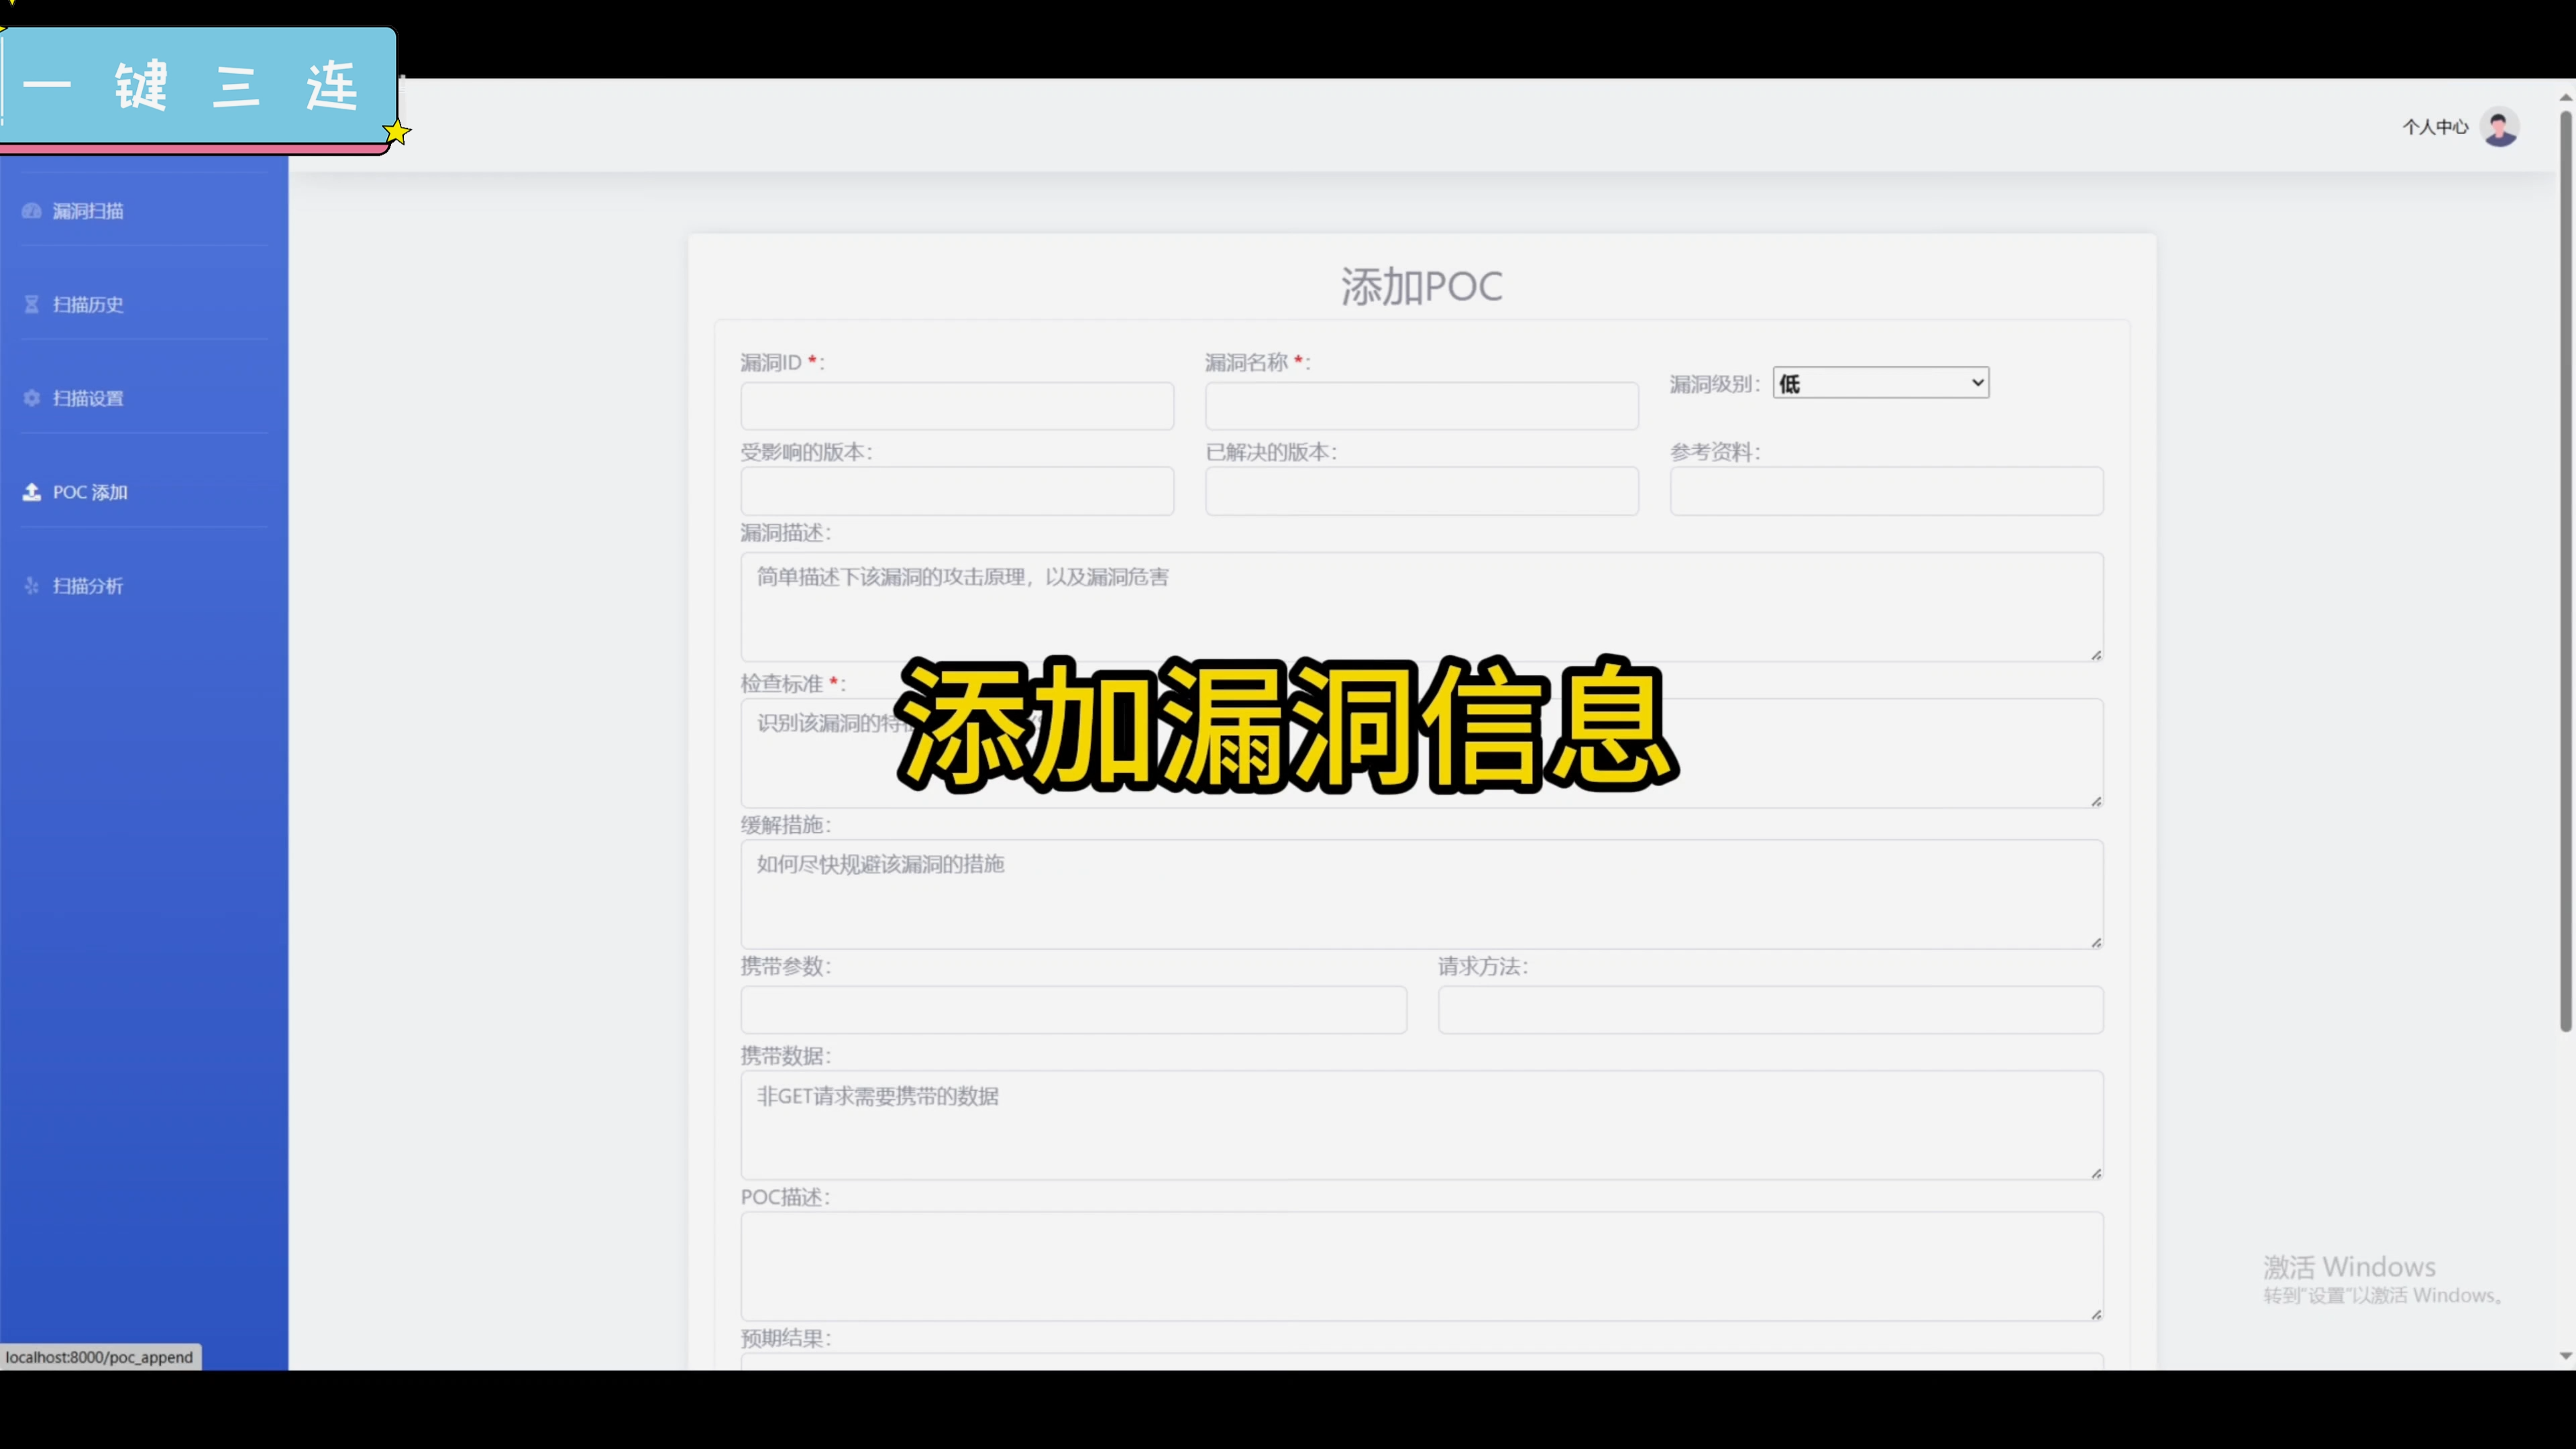 一键三连
个人中心
漏洞扫描
扫描历史
扫描设置
POC 添加
扫描分析
添加POC
漏洞ID *:
漏洞名称 *:
漏洞级别: 低
受影响的版本:
已解决的版本:
参考资料:
漏洞描述:
简单描述下该漏洞的攻击原理，以及漏洞危害
检查标准 *:
识别该漏洞的特
添加漏洞信息
缓解措施:
如何尽快规避该漏洞的措施
携带参数:
请求方法:
携带数据:
非GET请求需要携带的数据
POC描述:
预期结果:
激活 Windows
转到"设置"以激活 Windows。
localhost:8000/poc_append